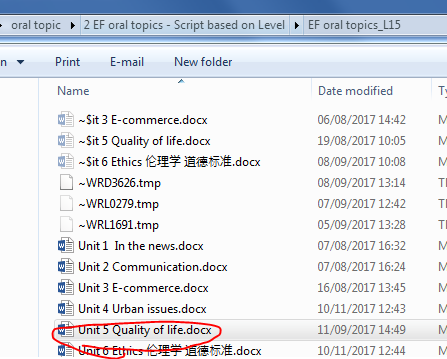 oral topic ▸ 2 EF oral topics - Script based on Level ▸ EF oral topics_L15
Print E-mail New folder
Name Date modified
~$it 3 E-commerce.docx 06/08/2017 14:42
~$it 5 Quality of life.docx 19/08/2017 10:05
~$it 6 Ethics 伦理学 道德标准.docx 08/09/2017 10:08
~WRD3626.tmp 08/09/2017 13:14
~WRL0279.tmp 07/09/2017 12:42
~WRL1691.tmp 05/09/2017 13:28
Unit 1 In the news.docx 07/08/2017 16:32
Unit 2 Communication.docx 07/08/2017 16:24
Unit 3 E-commerce.docx 16/08/2017 13:45
Unit 4 Urban issues.docx 10/11/2017 12:43
Unit 5 Quality of life.docx 11/09/2017 14:49
Unit 6 Ethics 伦理学 道德标准.docx 10/11/2017 12:44